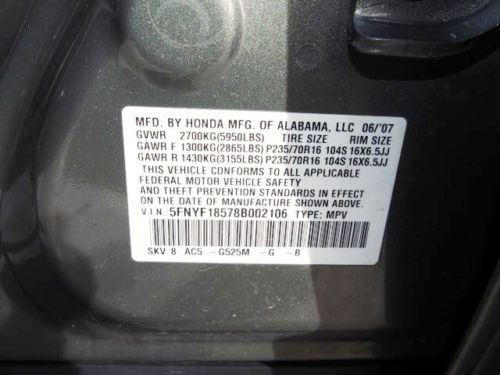 MFD. BY HONDA MFG. OF ALABAMA, LLC 06/'07
GVWR 2700KG(5950LBS) TIRE SIZE RIM SIZE
GAWR F 1300KG(2865LBS)P235/70R16 104S 16X6.5JJ
GAWR R 1430KG(3155LBS)P235/70R16 104S 16X6.5JJ
THIS VEHICLE CONFORMS TO ALL APPLICABLE
FEDERAL MOTOR VEHICLE SAFETY
AND THEFT PREVENTION STANDARDS IN
EFFECT ON THE DATE OF MANUFACTURE SHOWN ABOVE.
V.I.N. 5FNYF18578B002106 TYPE: MPV
SKV 8 AC5 -G525M -G -B